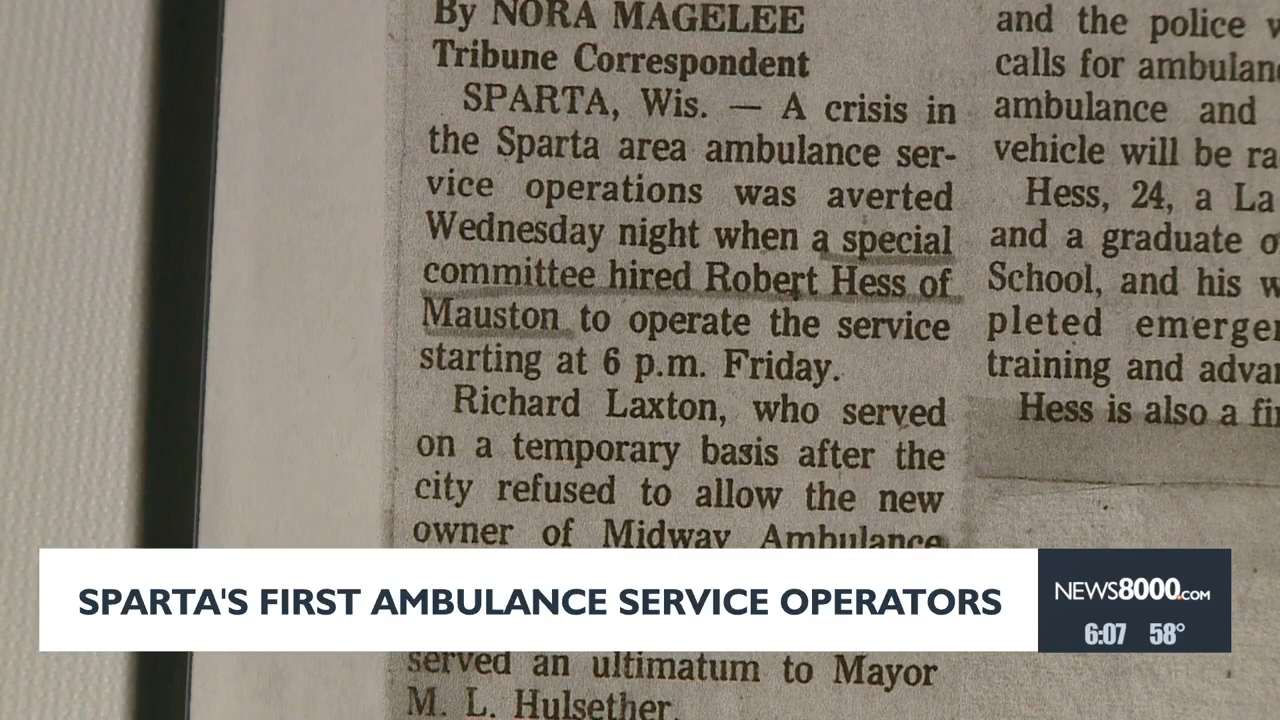 By NORA MAGELEE
Tribune Correspondent
SPARTA, Wis. — A crisis in
the Sparta area ambulance ser-
vice operations was averted
Wednesday night when a special
committee hired Robert Hess of
Mauston to operate the service
starting at 6 p.m. Friday.
Richard Laxton, who served
on a temporary basis after the
city refused to allow the new
owner of Midway Ambulance
served an ultimatum to Mayor
M. L. Hulsether.
and the police
calls for
ambulance and
vehicle will be
Hess, 24, a La
and a graduate
School, and his
pleted
training and
Hess is also a
SPARTA'S FIRST AMBULANCE SERVICE OPERATORS
NEWS8000.COM
6:07 58°